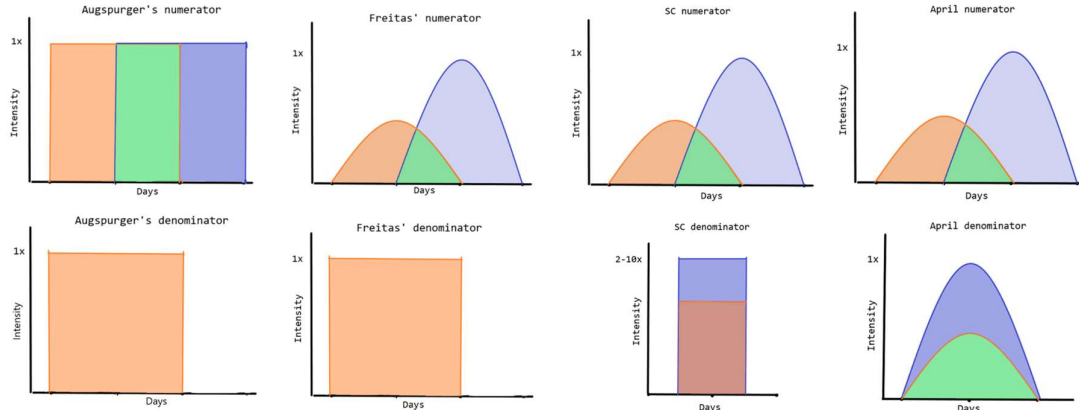 Augspurger's numerator
1x
Intensity
Days
Freitas' numerator
1x
Intensity
Days
SC numerator
1x
Intensity
Days
April numerator
1x
Intensity
Days
Augspurger's denominator
1x
Intensity
Days
Freitas' denominator
1x
Intensity
Days
SC denominator
2-10x
Intensity
Days
April denominator
1x
Intensity
Days